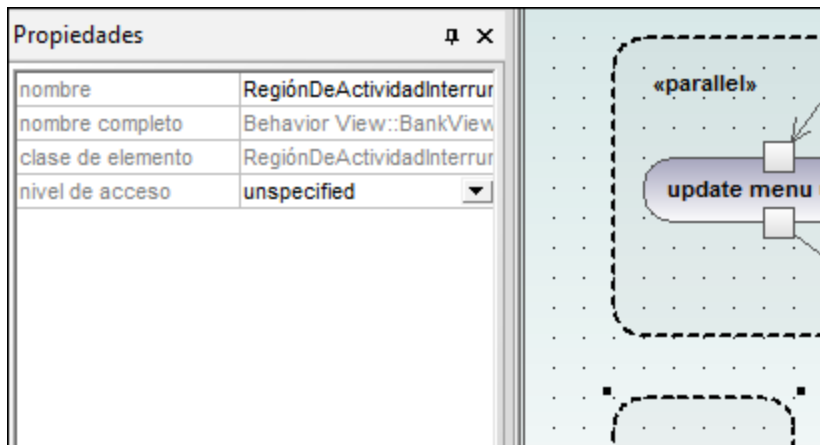 Propiedades
nombre RegiónDeActividadInterrur
nombre completo Behavior View::BankView
clase de elemento RegiónDeActividadInterrur
nivel de acceso unspecified
«parallel»
update menu